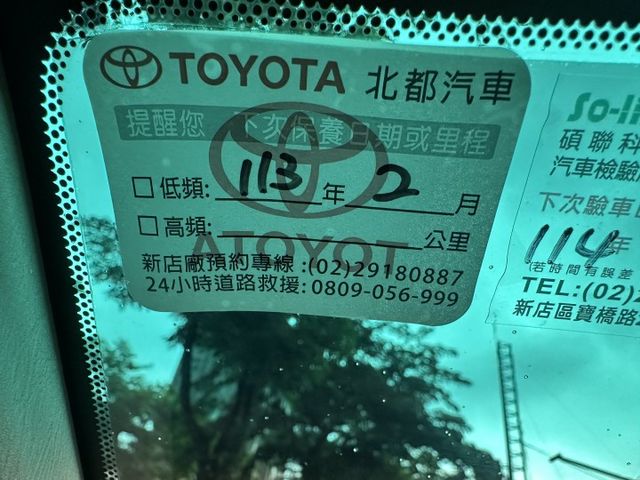 TOYOTA 北都汽車
提醒您 下次保養日期或里程
□低頻: 113 年 2 月
□高頻: 公里
TOYOTA
新店廠預約專線:(02)29180887
24小時道路救援:0809-056-999
碩聯科
汽車檢驗
下次驗車
114 年
(若時間有誤差
TEL:(02)
新店區寶橋路